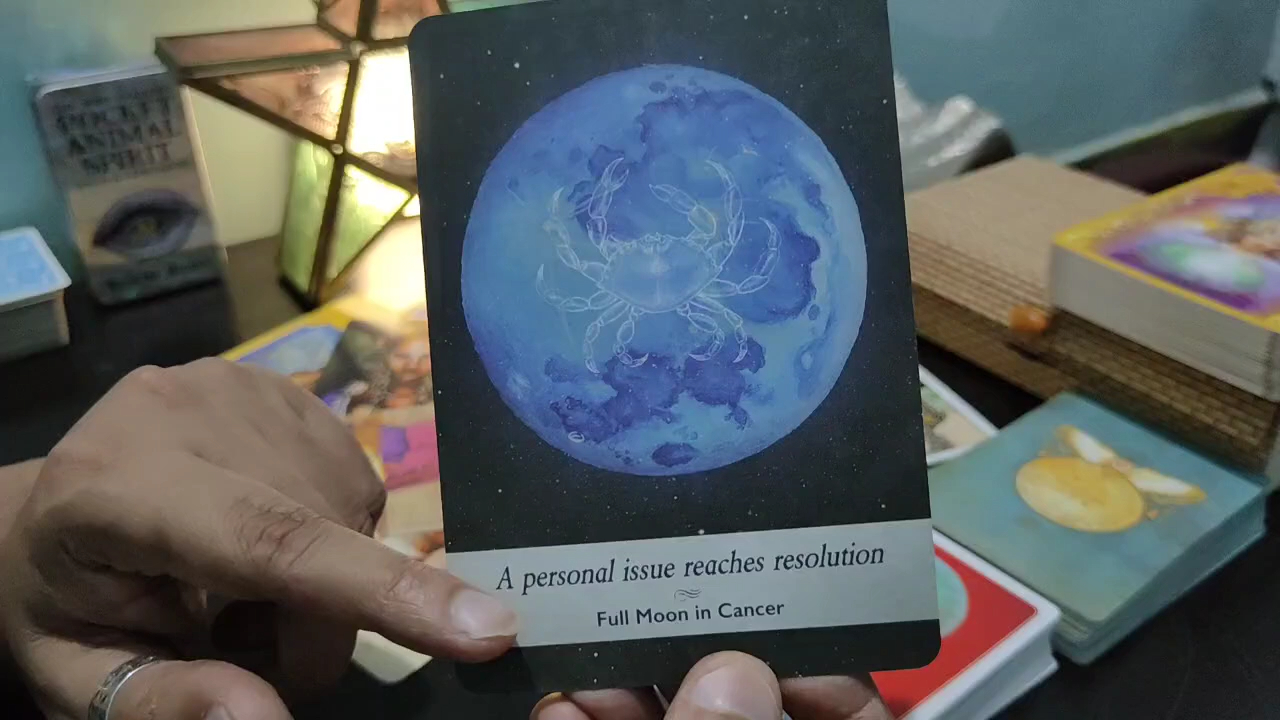 POCKET
ANIMAL
SPIRIT
A personal issue reaches resolution
Full Moon in Cancer